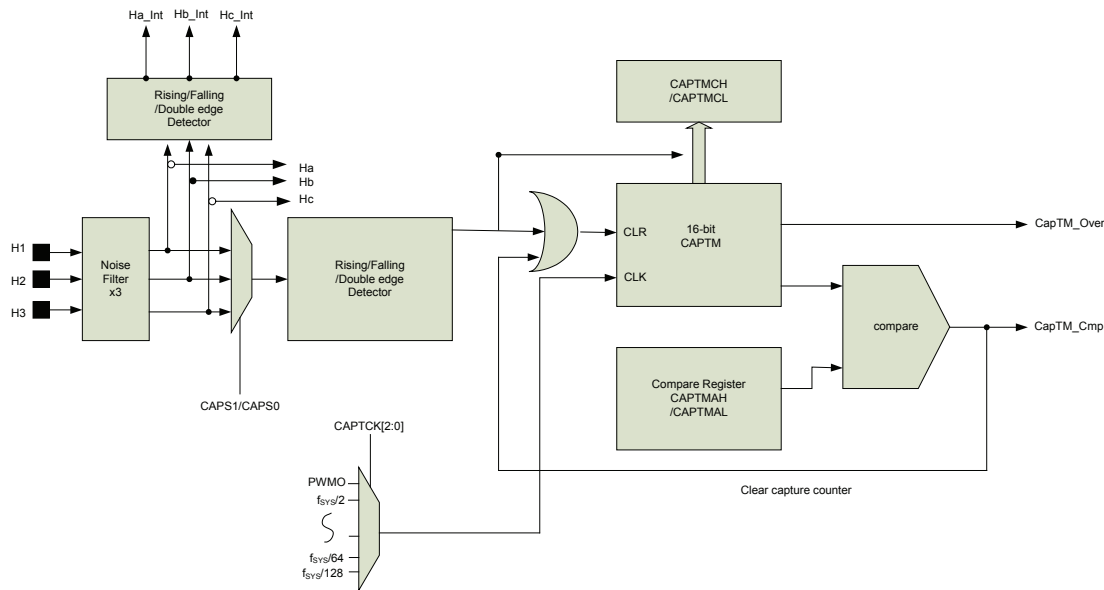 Ha_Int
Hb_Int
Hc_Int
Rising/Falling
/Double edge
Detector
CAPTMCH
/CAPTMCL
Ha
Hb
Hc
H1
H2
H3
Noise
Filter
x3
Rising/Falling
/Double edge
Detector
CLR
CLK
16-bit
CAPTM
CapTM_Over
compare
CapTM_Cmp
Compare Register
CAPTMAH
/CAPTMAL
CAPS1/CAPS0
CAPTCK[2:0]
Clear capture counter
PWMO
fSYS/2
fSYS/64
fSYS/128